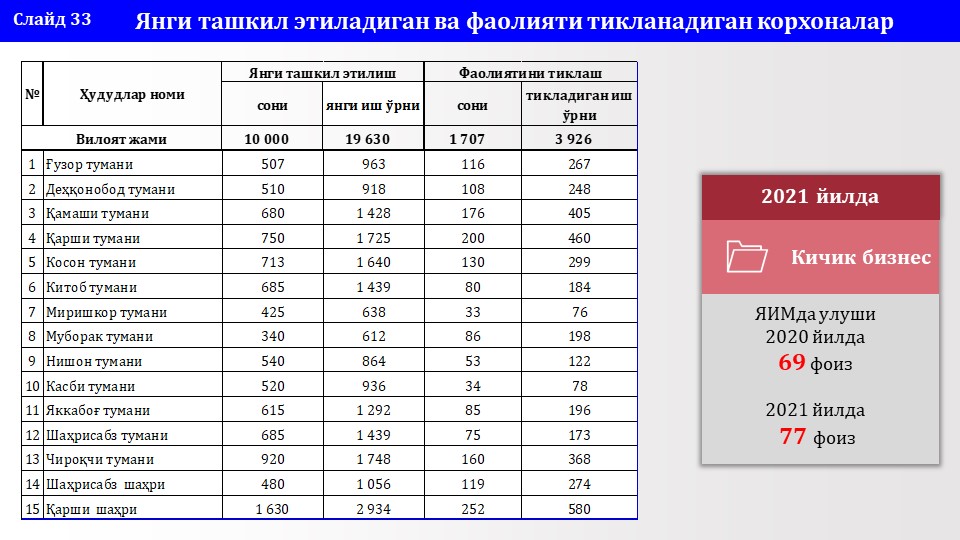 Слайд 33
Янги ташкил этиладиган ва фаолияти тикланадиган корхоналар
№ Ҳудудлар номи Янги ташкил этилиш Фаолиятини тиклаш
сони янги иш ўрни сони тикладиган иш ўрни
Вилоят жами 10 000 19 630 1 707 3 926
1 Ғузор тумани 507 963 116 267
2 Деҳқонобод тумани 510 918 108 248
3 Қамаши тумани 680 1 428 176 405
4 Қарши тумани 750 1 725 200 460
5 Косон тумани 713 1 640 130 299
6 Китоб тумани 685 1 439 80 184
7 Миришкор тумани 425 638 33 76
8 Муборак тумани 340 612 86 198
9 Нишон тумани 540 864 53 122
10 Касби тумани 520 936 34 78
11 Яккабоғ тумани 615 1 292 85 196
12 Шаҳрисабз тумани 685 1 439 75 173
13 Чироқчи тумани 920 1 748 160 368
14 Шаҳрисабз шаҳри 480 1 056 119 274
15 Қарши шаҳри 1 630 2 934 252 580
2021 йилда
Кичик бизнес
ЯИМда улуши
2020 йилда
69 фоиз
2021 йилда
77 фоиз